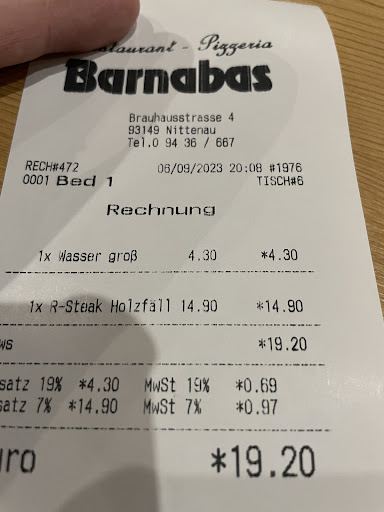 staurant - Pizzeria
Barnabas
Brauhausstrasse 4
93149 Nittenau
Tel.0 94 36 / 667
RECH#472 06/09/2023 20:08 #1976
0001 Bed 1 TISCH#6
Rechnung
1x Wasser groß 4.30 *4.30
1x R-Steak Holzfäll 14.90 *14.90
ws *19.20
satz 19% *4.30 MwSt 19% *0.69
satz 7% *14.90 MwSt 7% *0.97
uro *19.20